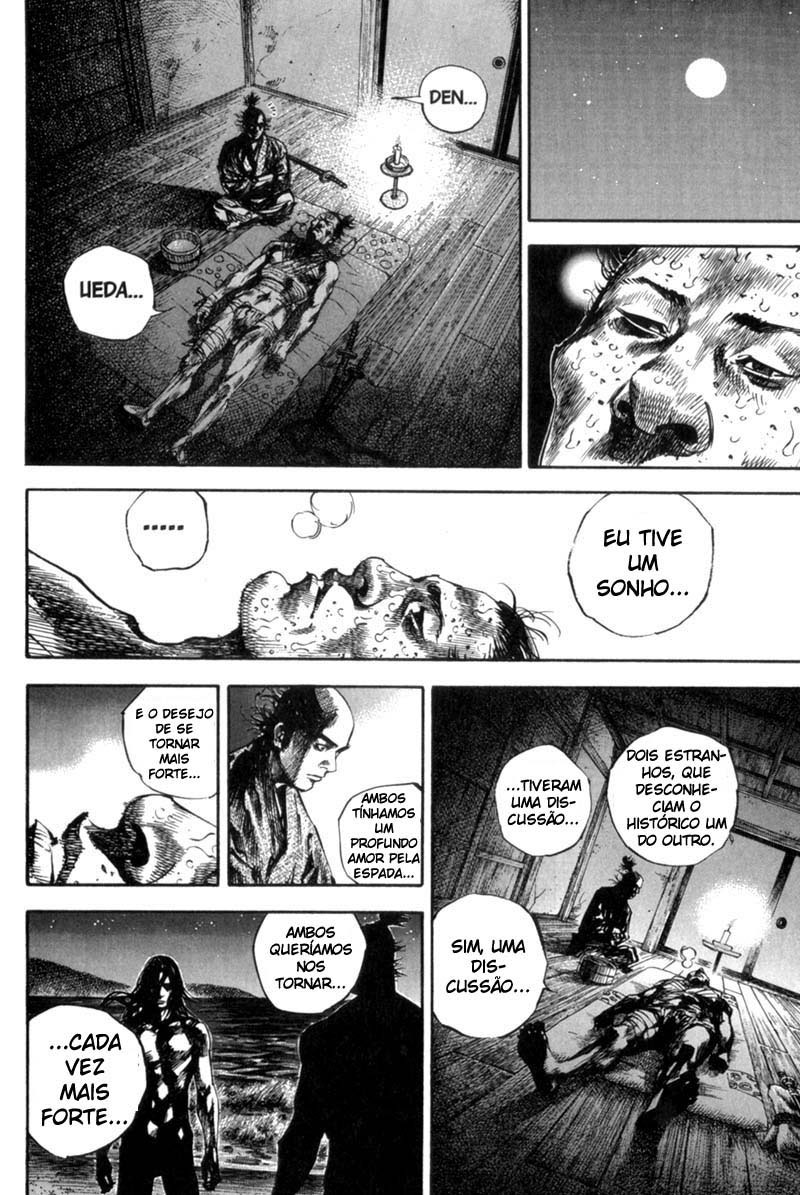 DEN...
UEDA...
EU TIVE
UM
SONHO...
.....
DOIS ESTRA-
NHOS, QUE
DESCONHE-
CIAM O
HISTÓRICO UM
DO OUTRO.
...TIVERAM
UMA DIS-
CUSSÃO...
SIM, UMA
DIS-
CUSSÃO...
AMBOS
TÍNHAMOS
UM
PROFUNDO
AMOR PELA
ESPADA...
E O DESEJO
DE SE
TORNAR
MAIS
FORTE...
AMBOS
QUERÍAMOS
NOS
TORNAR...
...CADA
VEZ
MAIS
FORTE...